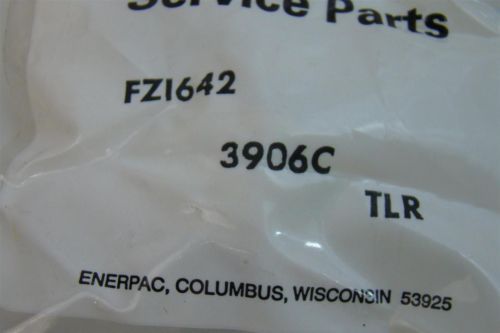 Service Parts
FZ1642
3906C
TLR
ENERPAC, COLUMBUS, WISCONSIN 53925